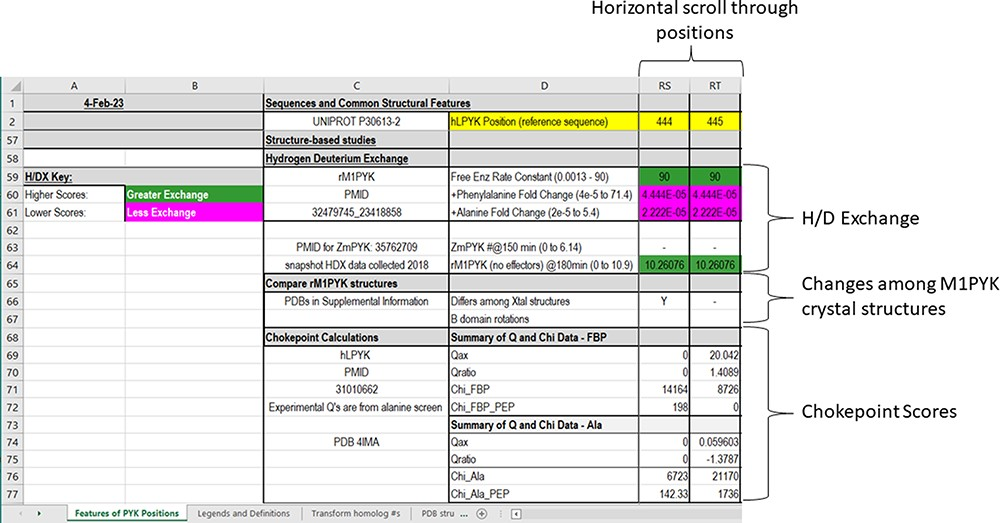 Horizontal scroll through
positions
A B C D RS RT
1 4-Feb-23 Sequences and Common Structural Features
2 UNIPROT P30613-2 hLPYK Position (reference sequence) 444 445
57 Structure-based studies
58 Hydrogen Deuterium Exchange
59 H/DX Key: rM1PYK Free Enz Rate Constant (0.0013 - 90) 90 90
60 Higher Scores: Greater Exchange PMID +Phenylalanine Fold Change (4e-5 to 71.4) 4.444E-05 4.444E-05
61 Lower Scores: Less Exchange 32479745_23418858 +Alanine Fold Change (2e-5 to 5.4) 2.222E-05 2.222E-05
H/D Exchange
62
63 PMID for ZmPYK: 35762709 ZmPYK #@150 min (0 to 6.14) - -
64 snapshot HDX data collected 2018 rM1PYK (no effectors) @180min (0 to 10.9) 10.26076 10.26076
65 Compare rM1PYK structures
66 PDBs in Supplemental Information Differs among Xtal structures Y -
67 B domain rotations
Changes among M1PYK
crystal structures
68 Chokepoint Calculations Summary of Q and Chi Data - FBP
69 hLPYK Qax 0 20.042
70 PMID Qratio 0 1.4089
71 31010662 Chi_FBP 14164 8726
72 Experimental Q's are from alanine screen Chi_FBP_PEP 198 0
Chokepoint Scores
73 Summary of Q and Chi Data - Ala
74 PDB 4IMA Qax 0 0.059603
75 Qratio 0 -1.3787
76 Chi_Ala 6723 21170
77 Chi_Ala_PEP 142.33 1736
Features of PYK Positions Legends and Definitions Transform homolog #s PDB stru ...